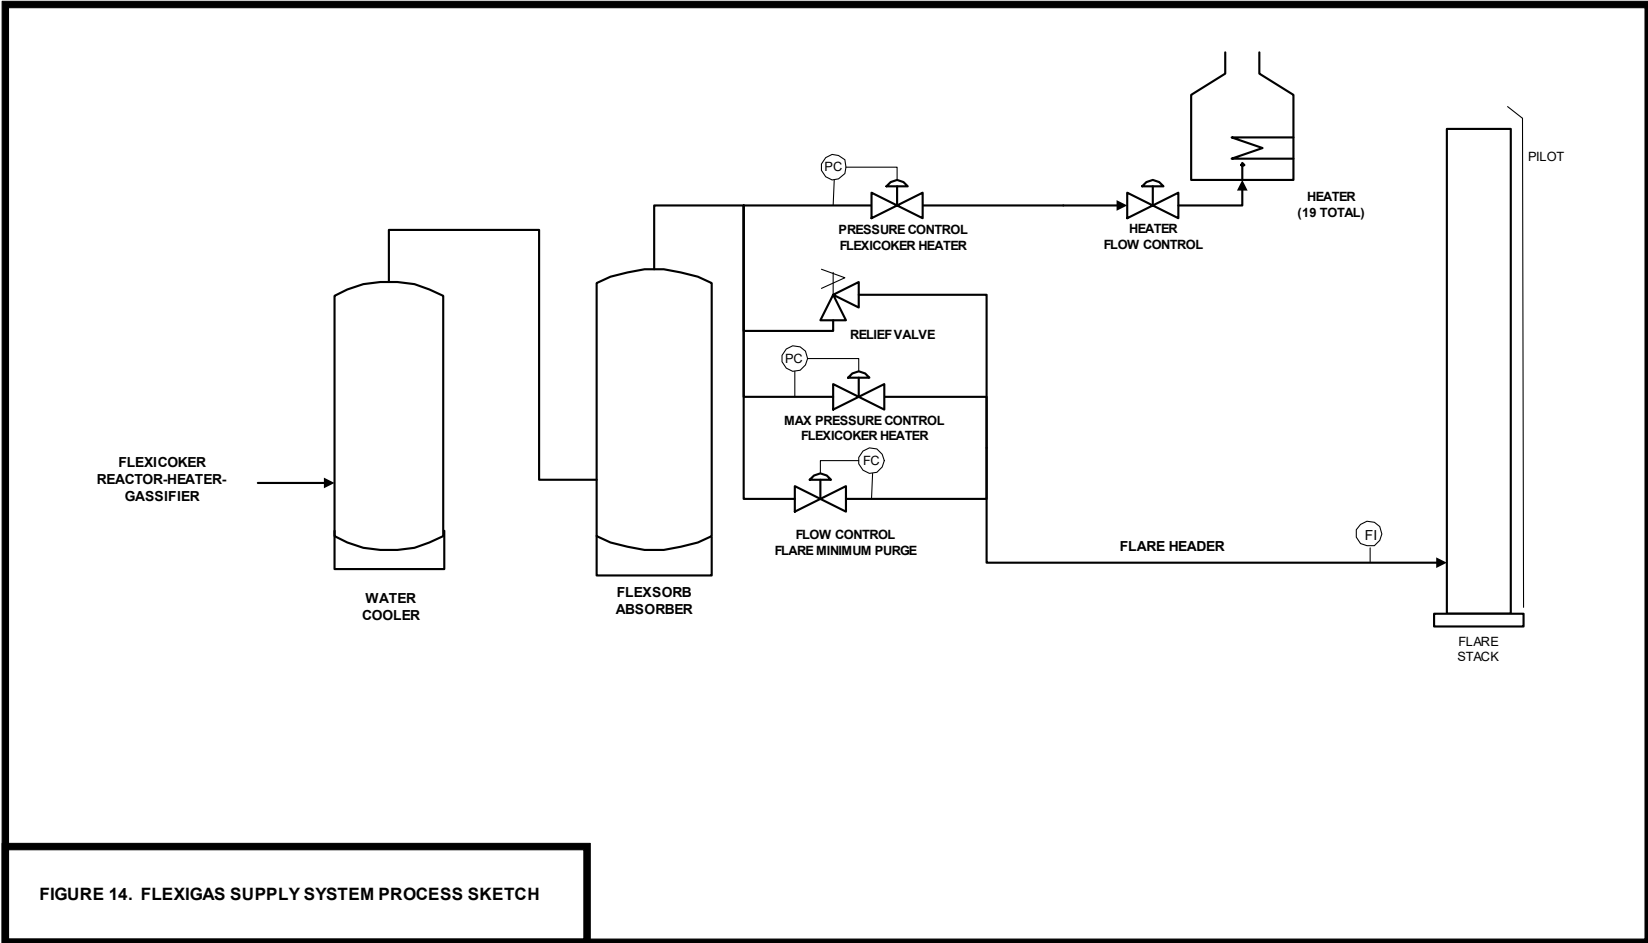 PILOT
PC
HEATER
(19 TOTAL)
PRESSURE CONTROL
FLEXICOKER HEATER
HEATER
FLOW CONTROL
RELIEF VALVE
PC
MAX PRESSURE CONTROL
FLEXICOKER HEATER
FLEXICOKER
REACTOR-HEATER-
GASSIFIER
FC
FLOW CONTROL
FLARE MINIMUM PURGE
FLARE HEADER
FI
WATER
COOLER
FLEXSORB
ABSORBER
FLARE
STACK
FIGURE 14. FLEXIGAS SUPPLY SYSTEM PROCESS SKETCH